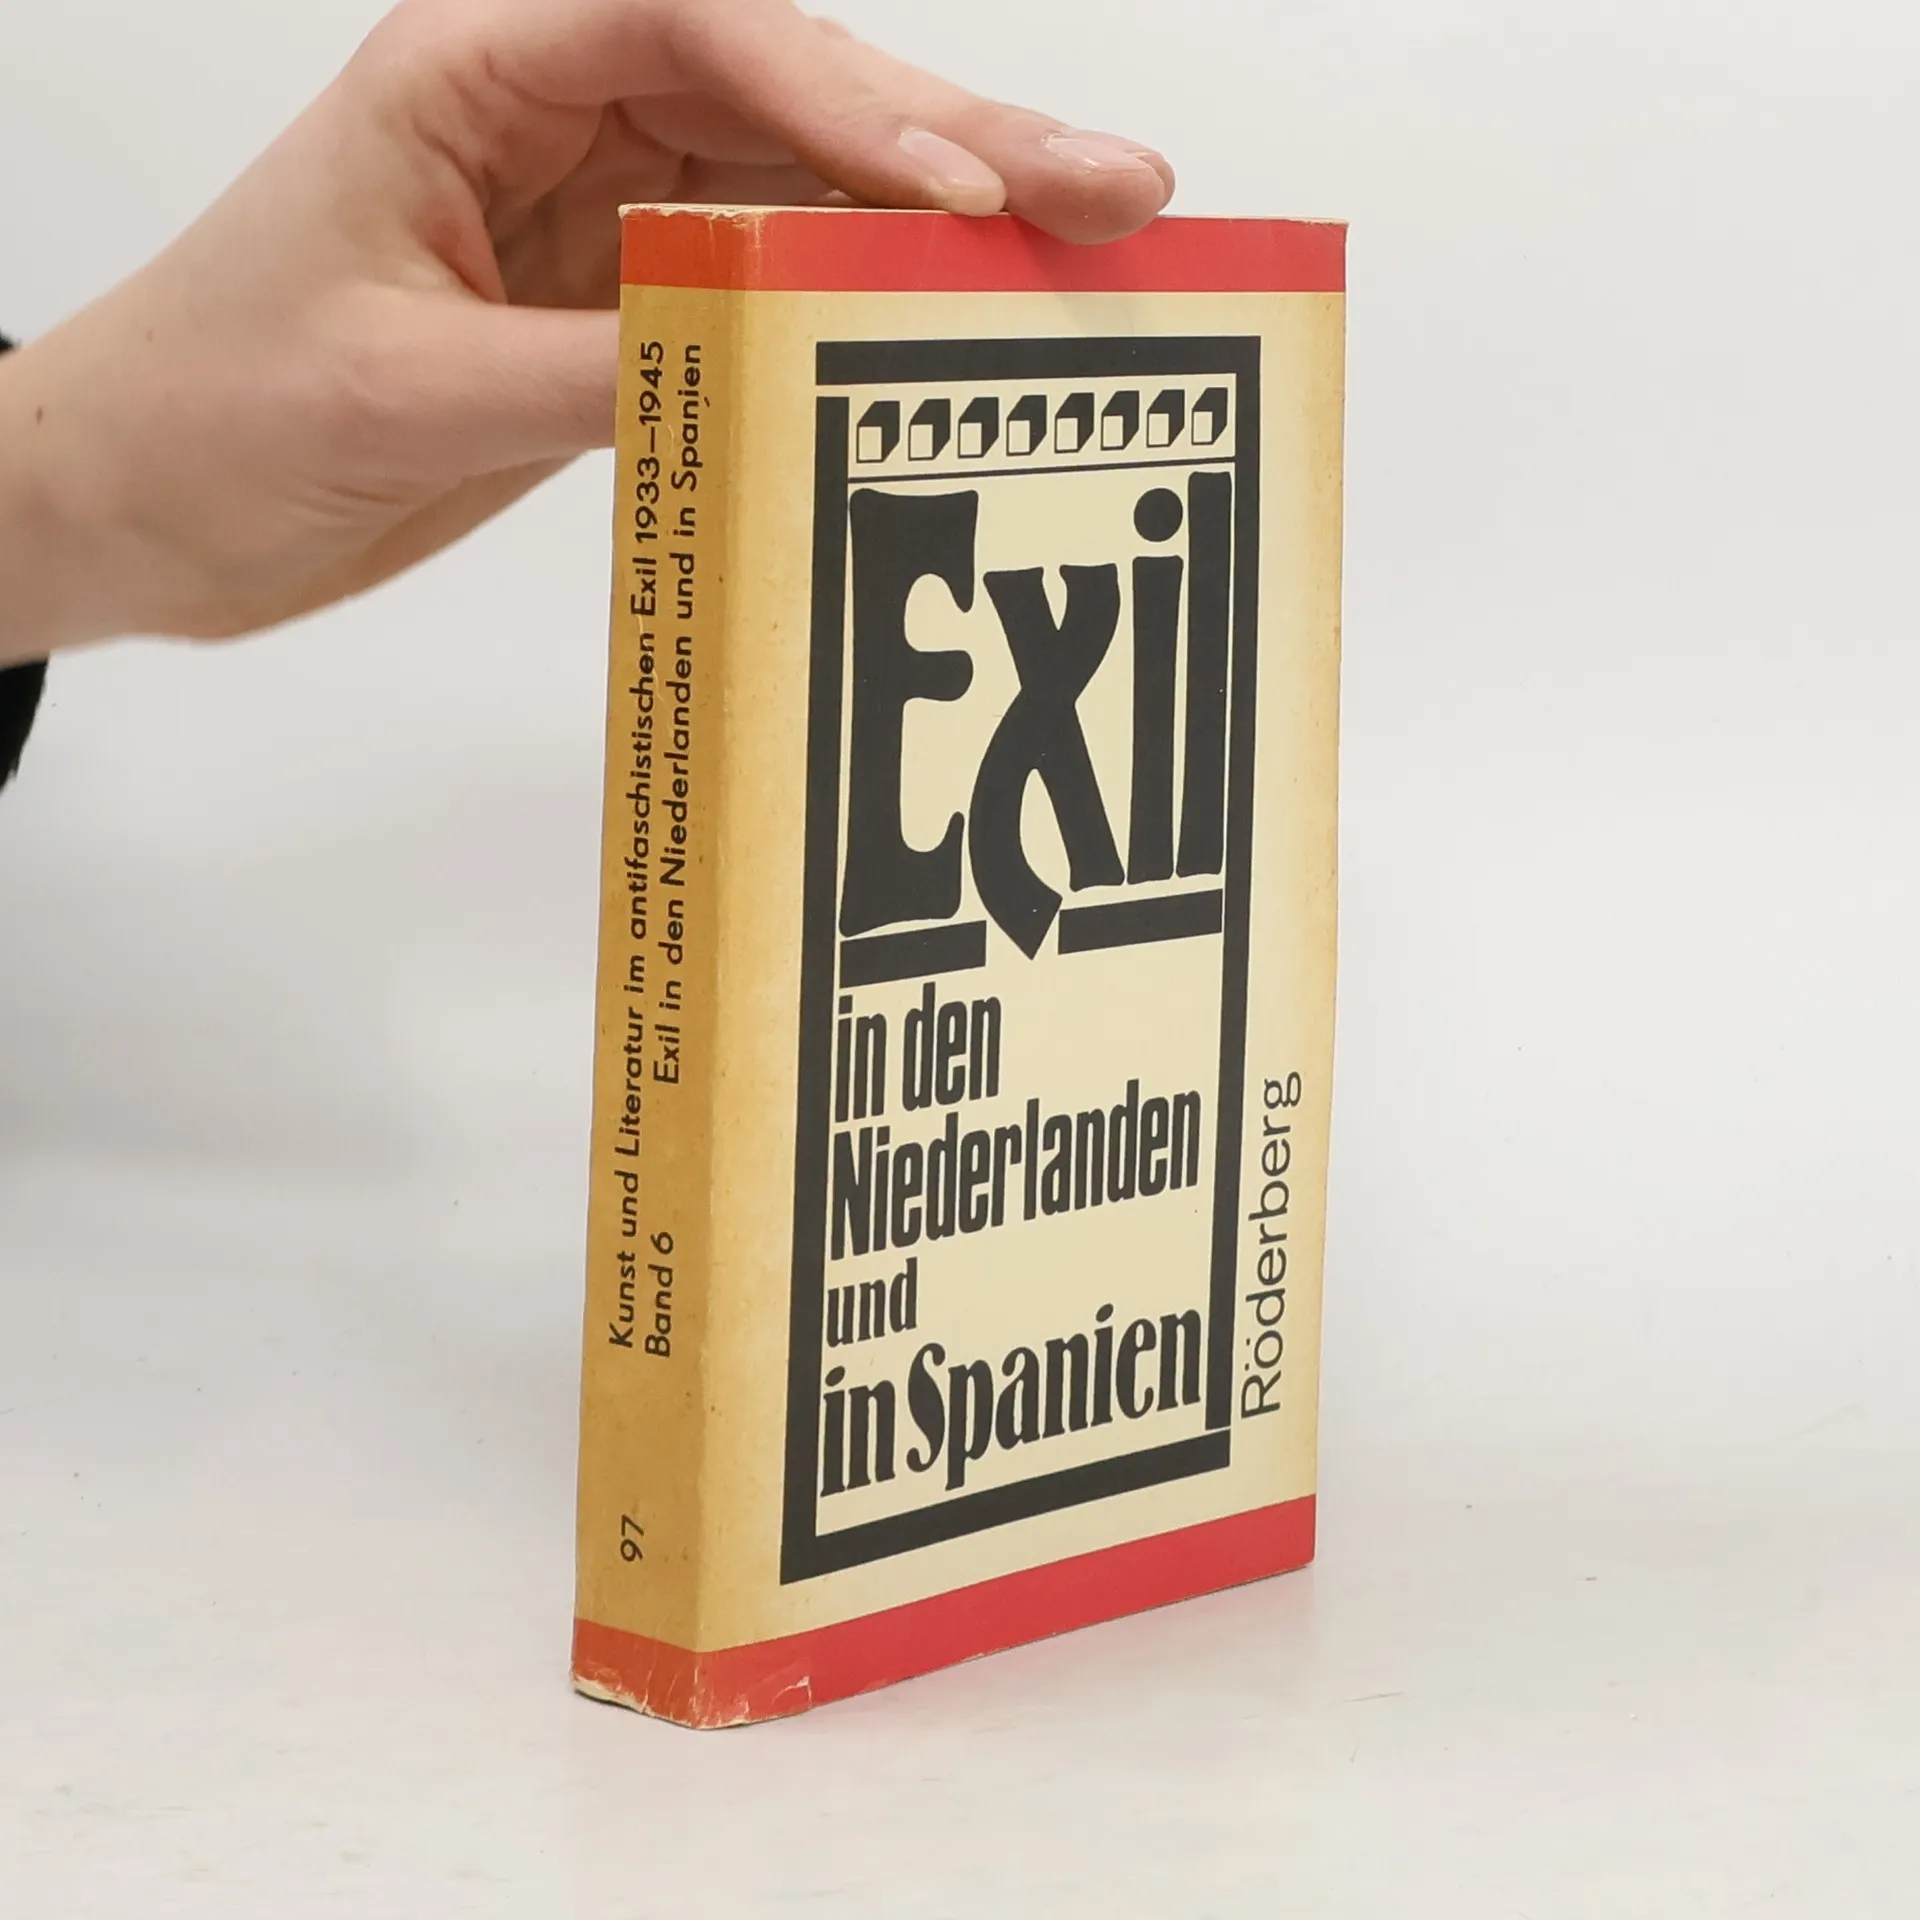 Kunst und Literatur im antifaschistischen Exil 1933–1945
Band 6 Exil in den Niederlanden und in Spanien
97
Exil
in den
Niederlanden
und
in Spanien
Röderberg